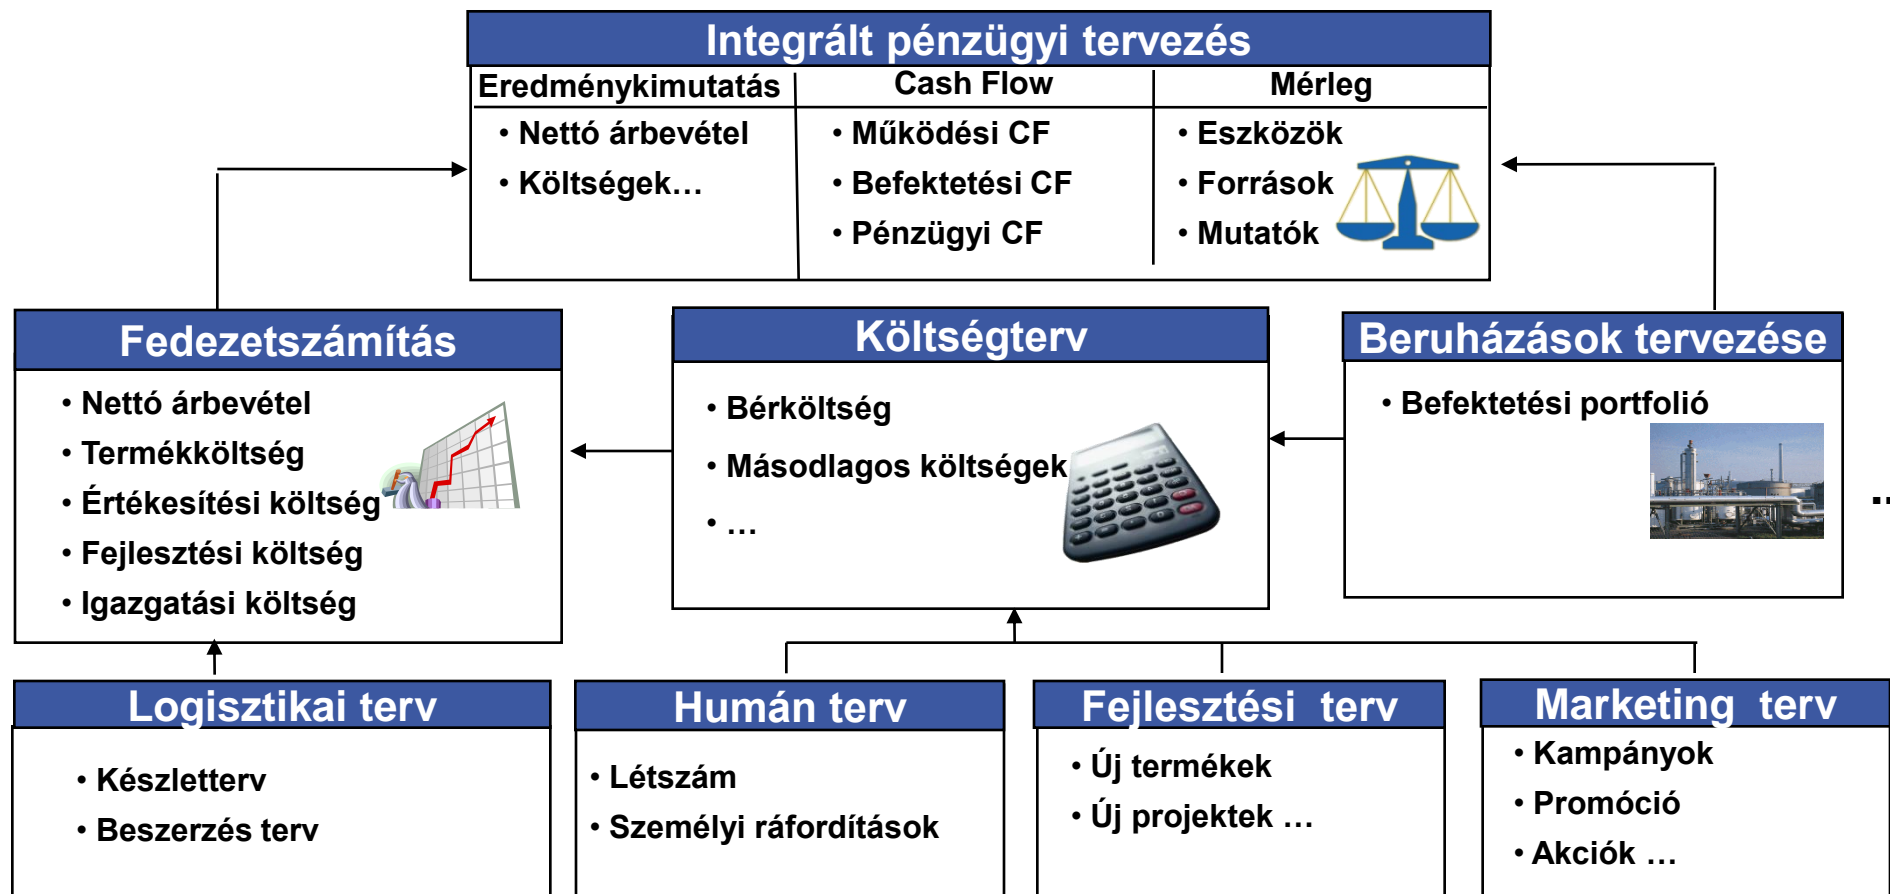 Integrált pénzügyi tervezés
Eredménykimutatás
• Nettó árbevétel
• Költségek…
Cash Flow
• Működési CF
• Befektetési CF
• Pénzügyi CF
Mérleg
• Eszközök
• Források
• Mutatók
Fedezetszámítás
• Nettó árbevétel
• Termékköltség
• Értékesítési költség
• Fejlesztési költség
• Igazgatási költség
Költségterv
• Bérköltség
• Másodlagos költségek
• …
Beruházások tervezése
• Befektetési portfolió
..
Logisztikai terv
• Készletterv
• Beszerzés terv
Humán terv
• Létszám
• Személyi ráfordítások
Fejlesztési terv
• Új termékek
• Új projektek …
Marketing terv
• Kampányok
• Promóció
• Akciók …